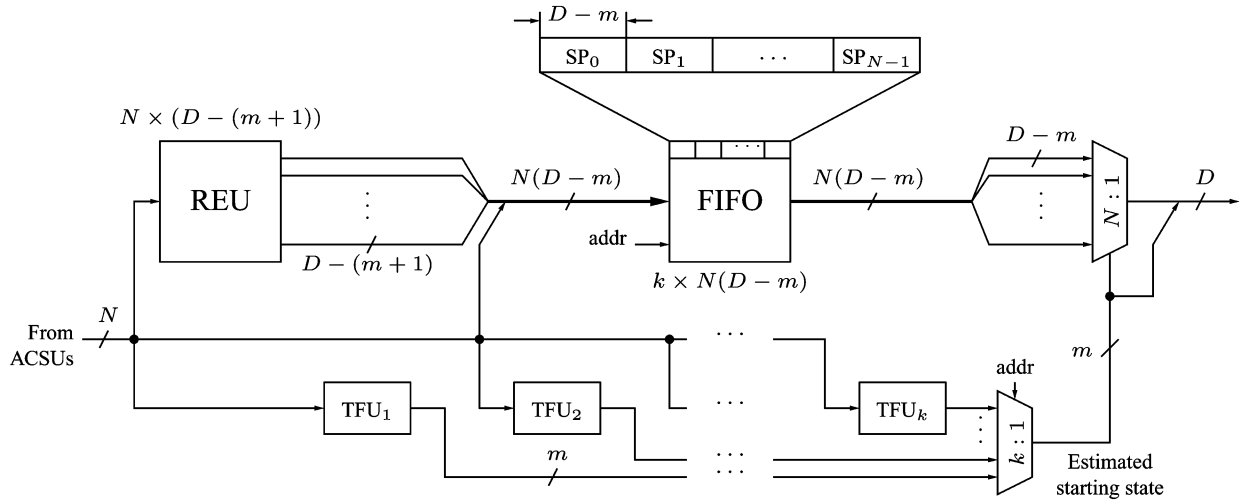 D − m
SP₀ SP₁ ··· SP_{N−1}
N × (D − (m + 1))
REU
⋮
D − (m + 1)
N(D − m)
···
FIFO
addr
k × N(D − m)
N(D − m)
D − m
⋮
N : 1
D
From
ACSUs
N
···
TFU₁
TFU₂
···
TFUₖ
addr
⋮
k : 1
m
m
···
···
Estimated
starting state